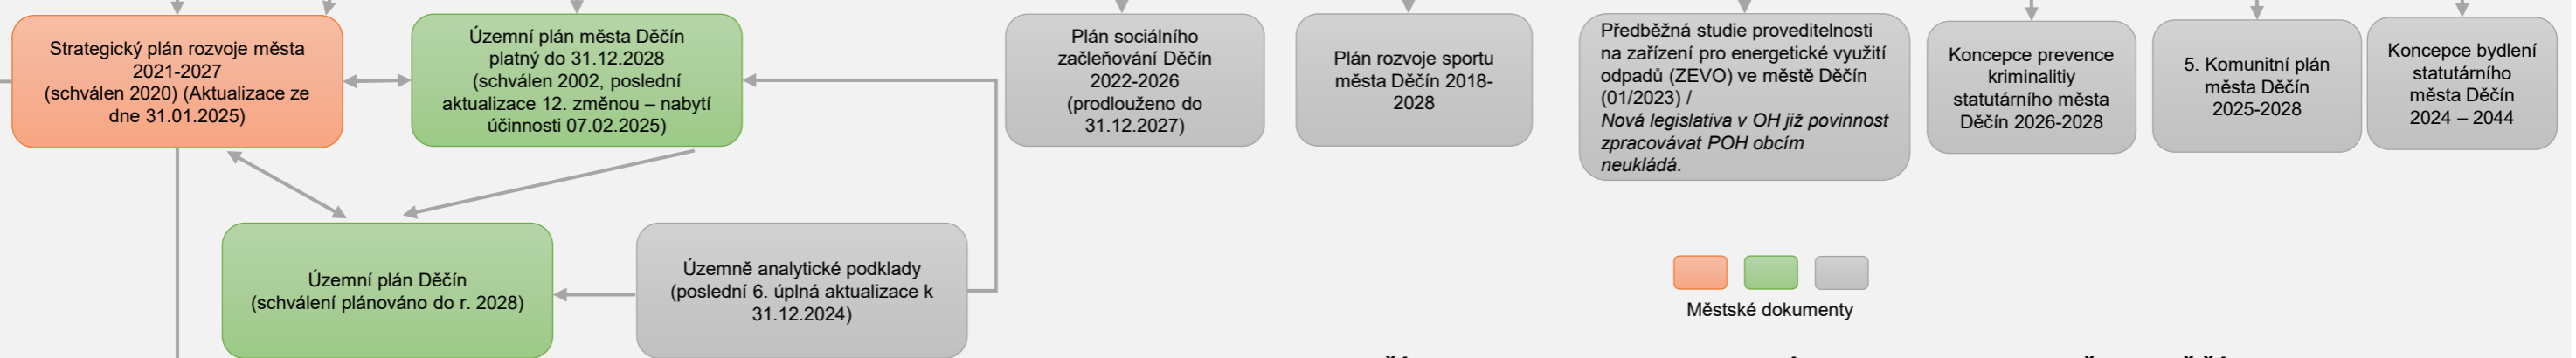 Strategický plán rozvoje města
2021-2027
(schválen 2020) (Aktualizace ze
dne 31.01.2025)
Územní plán města Děčín
platný do 31.12.2028
(schválen 2002, poslední
aktualizace 12. změnou – nabytí
účinnosti 07.02.2025)
Plán sociálního
začleňování Děčín
2022-2026
(prodlouženo do
31.12.2027)
Plán rozvoje sportu
města Děčín 2018-
2028
Předběžná studie proveditelnosti
na zařízení pro energetické využití
odpadů (ZEVO) ve městě Děčín
(01/2023) /
Nová legislativa v OH již povinnost
zpracovávat POH obcím
neukládá.
Koncepce prevence
kriminalitiy
statutárního města
Děčín 2026-2028
5. Komunitní plán
města Děčín
2025-2028
Koncepce bydlení
statutárního
města Děčín
2024 – 2044
Územní plán Děčín
(schválení plánováno do r. 2028)
Územně analytické podklady
(poslední 6. úplná aktualizace k
31.12.2024)
Městské dokumenty